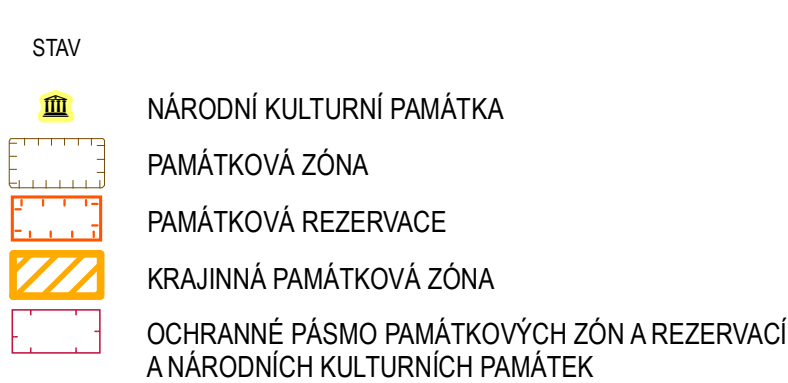 STAV
NÁRODNÍ KULTURNÍ PAMÁTKA
PAMÁTKOVÁ ZÓNA
PAMÁTKOVÁ REZERVACE
KRAJINNÁ PAMÁTKOVÁ ZÓNA
OCHRANNÉ PÁSMO PAMÁTKOVÝCH ZÓN A REZERVACÍ
A NÁRODNÍCH KULTURNÍCH PAMÁTEK